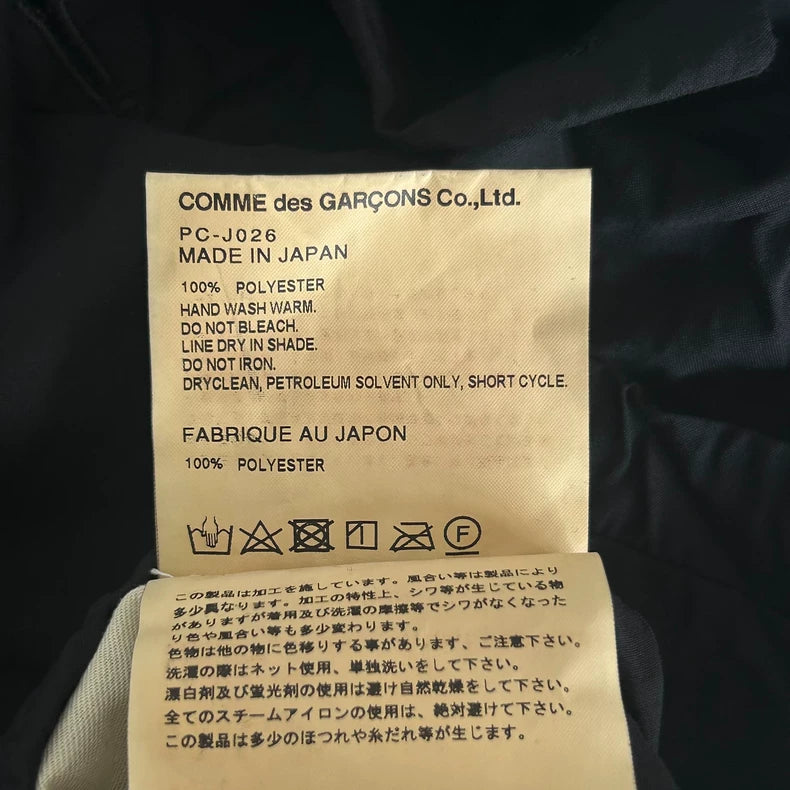 COMME des GARÇONS Co.,Ltd.
PC-J026
MADE IN JAPAN
100% POLYESTER
HAND WASH WARM.
DO NOT BLEACH.
LINE DRY IN SHADE.
DO NOT IRON.
DRYCLEAN, PETROLEUM SOLVENT ONLY, SHORT CYCLE.
FABRIQUE AU JAPON
100% POLYESTER
F
この製品は加工を施しています。風合い等は製品により
多少異なります。加工の特性上、シワ等が生じている物
がありますが着用及び洗濯の摩擦等でシワがなくなった
り色や風合い等も多少変わります。
色物は他の物に色移りする事があります、ご注意下さい。
洗濯の際はネット使用、単独洗いをして下さい。
漂白剤及び蛍光剤の使用は避け自然乾燥をして下さい。
全てのスチームアイロンの使用は、絶対避けて下さい。
この製品は多少のほつれや糸だれ等が生じます。